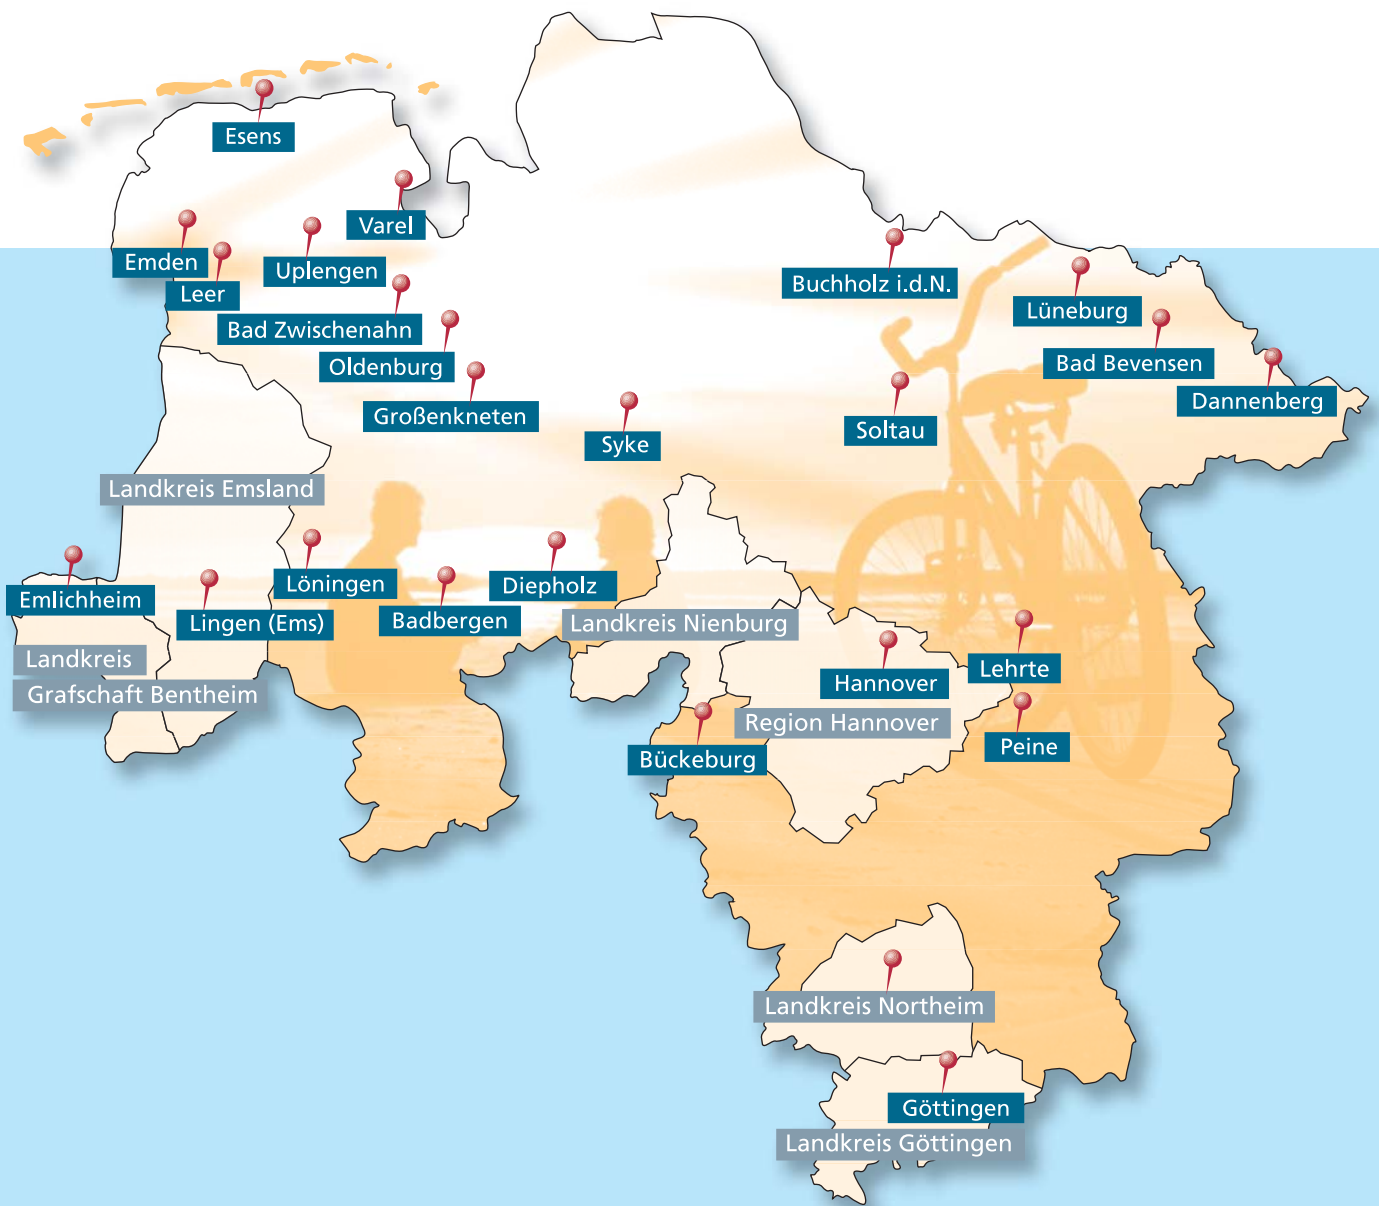 Esens
Varel
Emden
Uplengen
Leer
Buchholz i.d.N.
Lüneburg
Bad Zwischenahn
Oldenburg
Bad Bevensen
Dannenberg
Großenkneten
Soltau
Syke
Landkreis Emsland
Löningen
Diepholz
Emlichheim
Lingen (Ems)
Badbergen
Landkreis Nienburg
Landkreis
Grafschaft Bentheim
Lehrte
Hannover
Region Hannover
Peine
Bückeburg
Landkreis Northeim
Göttingen
Landkreis Göttingen